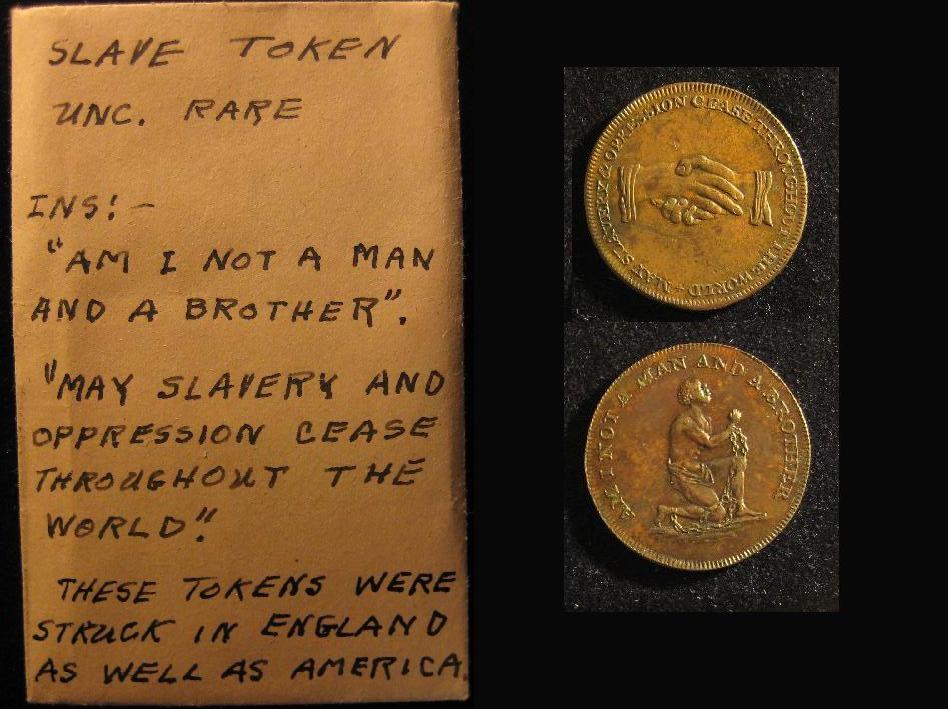 SLAVE TOKEN
UNC. RARE
INS:-
"AM I NOT A MAN
AND A BROTHER".
"MAY SLAVERY AND
OPPRESSION CEASE
THROUGHOUT THE
WORLD".
THESE TOKENS WERE
STRUCK IN ENGLAND
AS WELL AS AMERICA.
MAY SLAVERY & OPPRESSION CEASE THROUGHOUT THE WORLD +
AM I NOT A MAN AND A BROTHER